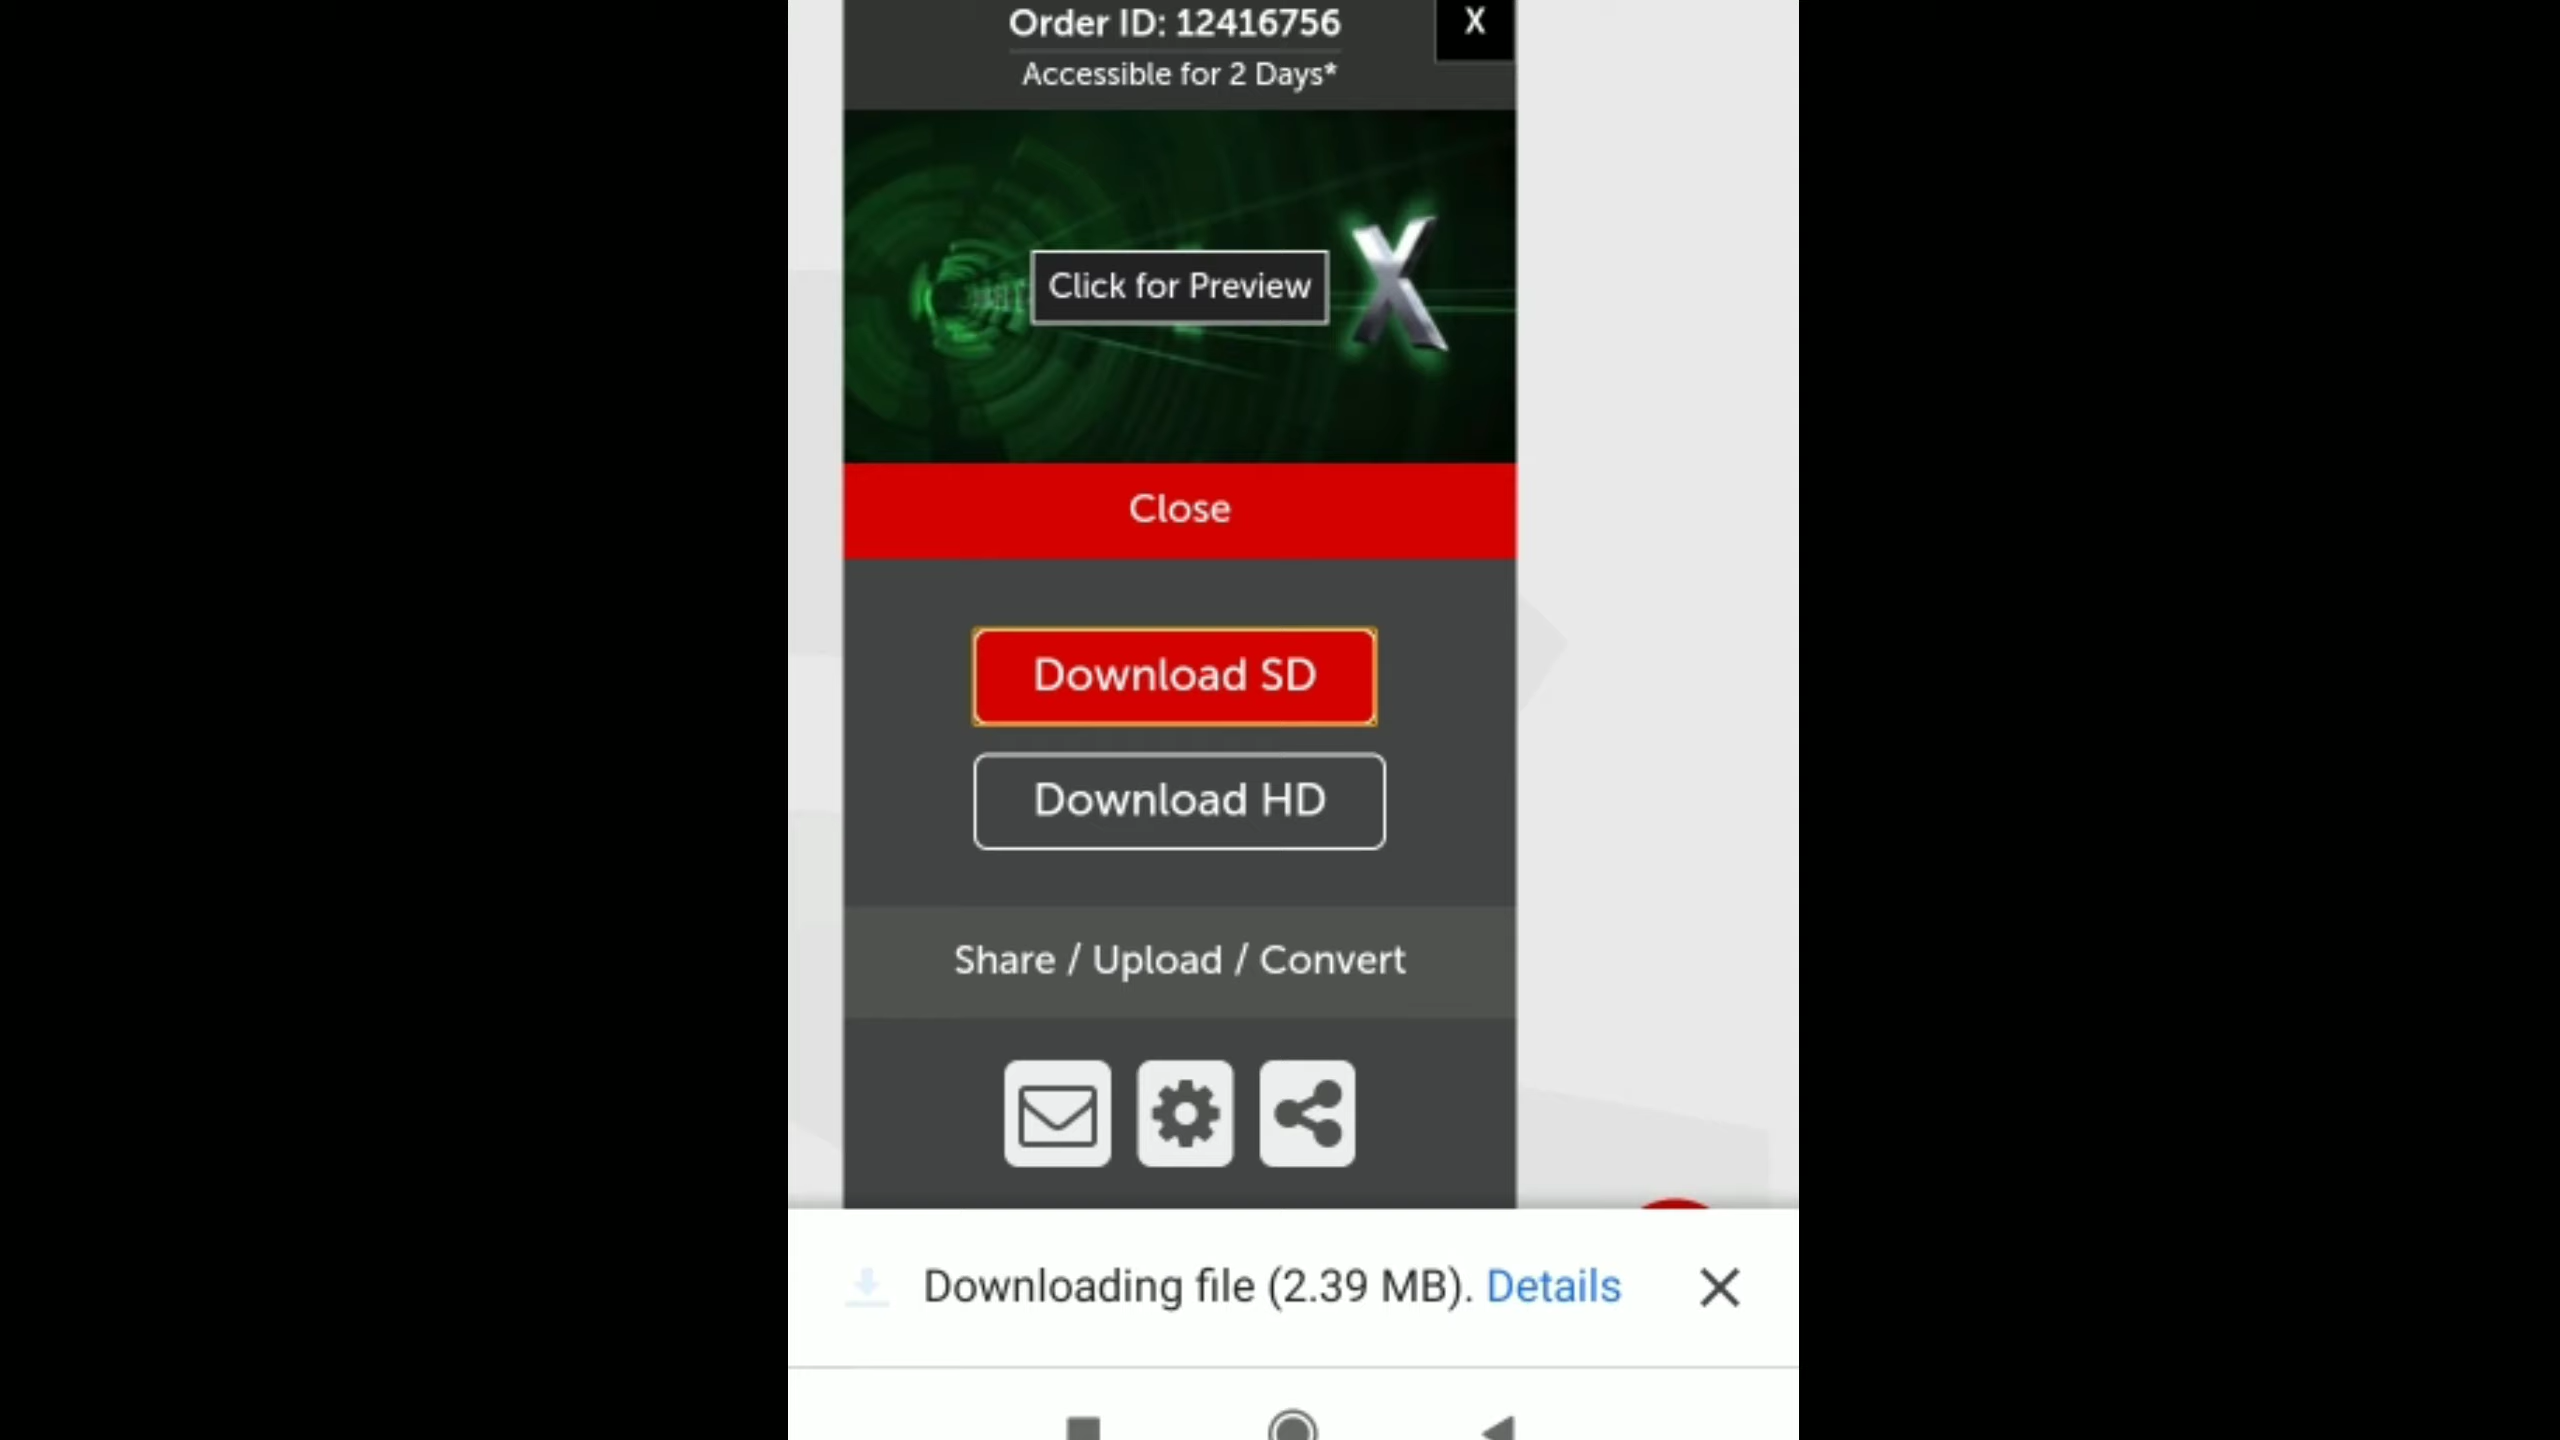 Order ID: 12416756
X
Accessible for 2 Days*
Click for Preview
X
Close
Download SD
Download HD
Share / Upload / Convert
Downloading file (2.39 MB). Details